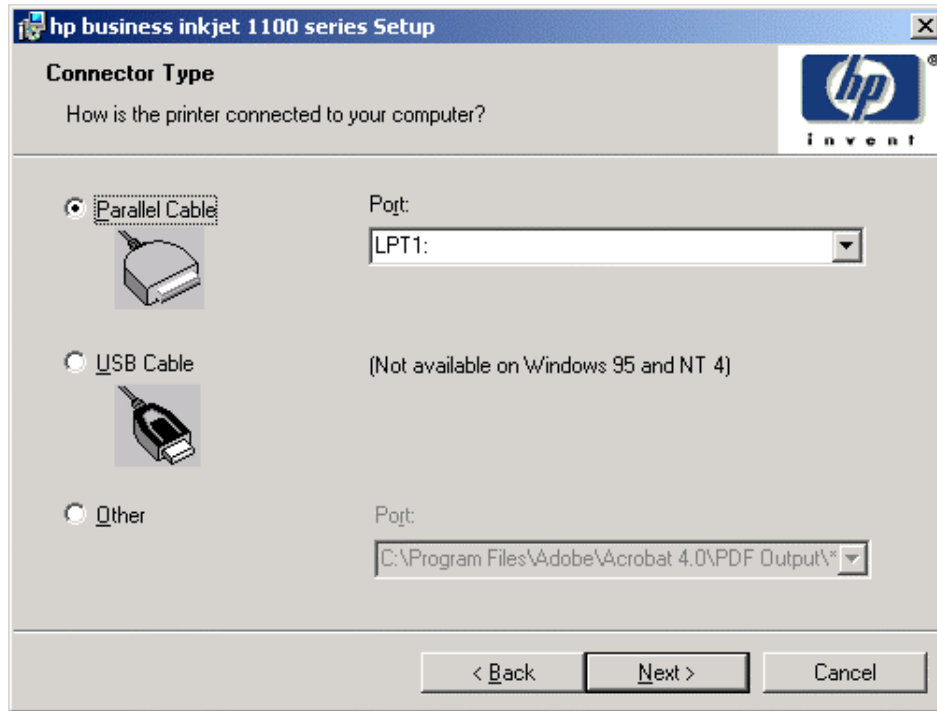 hp business inkjet 1100 series Setup
Connector Type
How is the printer connected to your computer?
hp
®
invent
Parallel Cable
Port:
LPT1:
USB Cable
(Not available on Windows 95 and NT 4)
Other
Port:
C:\Program Files\Adobe\Acrobat 4.0\PDF Output\*
< Back
Next >
Cancel